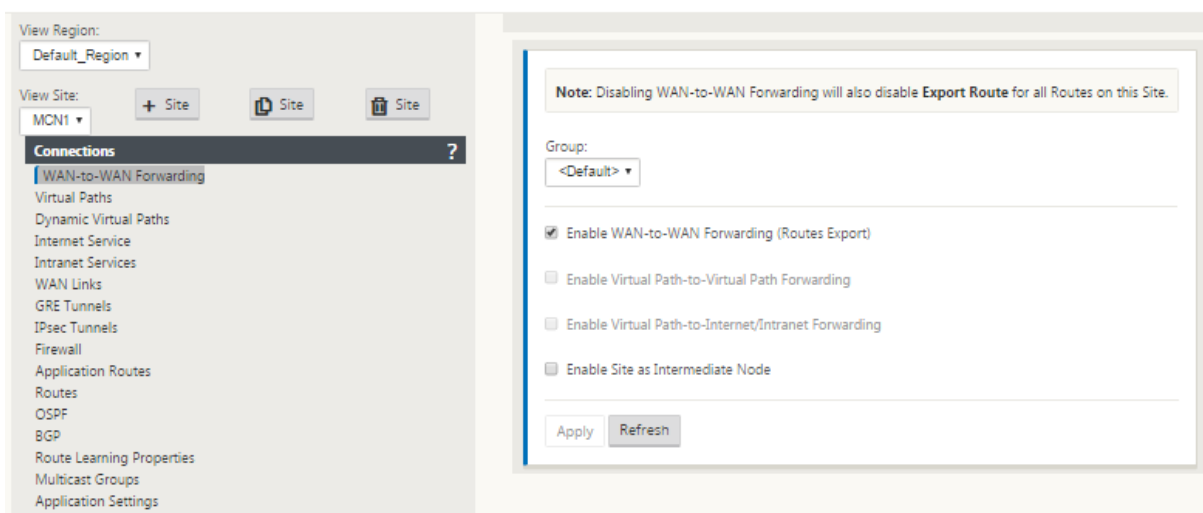 View Region:
Default_Region ▾
View Site:
MCN1 ▾
+ Site
Site
Site
Connections ?
WAN-to-WAN Forwarding
Virtual Paths
Dynamic Virtual Paths
Internet Service
Intranet Services
WAN Links
GRE Tunnels
IPsec Tunnels
Firewall
Application Routes
Routes
OSPF
BGP
Route Learning Properties
Multicast Groups
Application Settings
Note: Disabling WAN-to-WAN Forwarding will also disable Export Route for all Routes on this Site.
Group:
<Default> ▾
Enable WAN-to-WAN Forwarding (Routes Export)
Enable Virtual Path-to-Virtual Path Forwarding
Enable Virtual Path-to-Internet/Intranet Forwarding
Enable Site as Intermediate Node
Apply Refresh